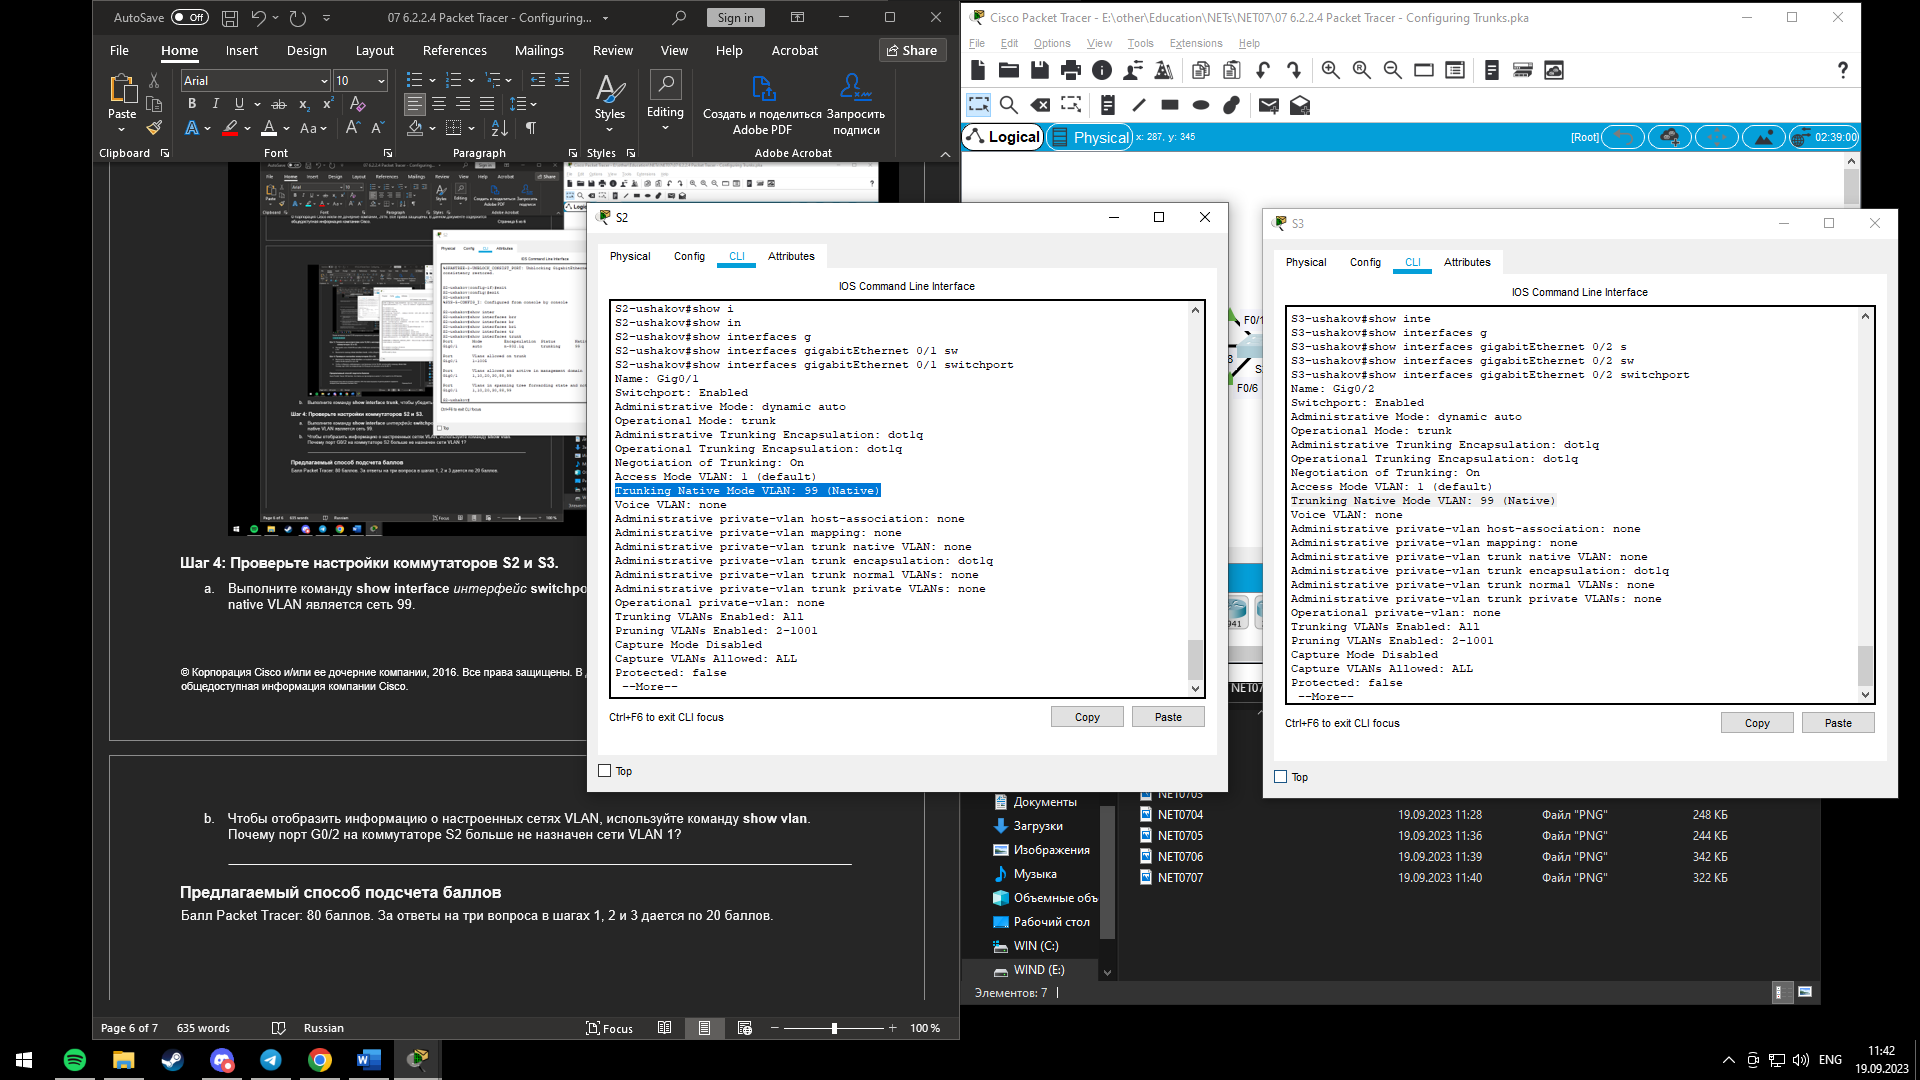 AutoSave Off
07 6.2.2.4 Packet Tracer - Configuring...
Sign in
File Home Insert Design Layout References Mailings Review View Help Acrobat Share
Paste
Clipboard
Arial 10
Font
Paragraph
Styles
Styles
Editing
Создать и поделиться Adobe PDF
Запросить подписи
Adobe Acrobat
Шаг 4: Проверьте настройки коммутаторов S2 и S3.
a. Выполните команду show interface интерфейс switchpo
native VLAN является сеть 99.
© Корпорация Cisco и/или ее дочерние компании, 2016. Все права защищены. В
общедоступная информация компании Cisco.
b. Чтобы отобразить информацию о настроенных сетях VLAN, используйте команду show vlan.
Почему порт G0/2 на коммутаторе S2 больше не назначен сети VLAN 1?
Предлагаемый способ подсчета баллов
Балл Packet Tracer: 80 баллов. За ответы на три вопроса в шагах 1, 2 и 3 дается по 20 баллов.
Page 6 of 7 635 words Russian Focus 100 %
Cisco Packet Tracer - E:\other\Education\NETs\NET07\07 6.2.2.4 Packet Tracer - Configuring Trunks.pka
File Edit Options View Tools Extensions Help
Logical Physical x: 287, y: 345 [Root] 02:39:00
F0/1
F0/6
S2
Physical Config CLI Attributes
IOS Command Line Interface
S2-ushakov#show i
S2-ushakov#show in
S2-ushakov#show interfaces g
S2-ushakov#show interfaces gigabitEthernet 0/1 sw
S2-ushakov#show interfaces gigabitEthernet 0/1 switchport
Name: Gig0/1
Switchport: Enabled
Administrative Mode: dynamic auto
Operational Mode: trunk
Administrative Trunking Encapsulation: dot1q
Operational Trunking Encapsulation: dot1q
Negotiation of Trunking: On
Access Mode VLAN: 1 (default)
Trunking Native Mode VLAN: 99 (Native)
Voice VLAN: none
Administrative private-vlan host-association: none
Administrative private-vlan mapping: none
Administrative private-vlan trunk native VLAN: none
Administrative private-vlan trunk encapsulation: dot1q
Administrative private-vlan trunk normal VLANs: none
Administrative private-vlan trunk private VLANs: none
Operational private-vlan: none
Trunking VLANs Enabled: All
Pruning VLANs Enabled: 2-1001
Capture Mode Disabled
Capture VLANs Allowed: ALL
Protected: false
--More--
Ctrl+F6 to exit CLI focus
Copy Paste
Top
S3
Physical Config CLI Attributes
IOS Command Line Interface
S3-ushakov#show inte
S3-ushakov#show interfaces g
S3-ushakov#show interfaces gigabitEthernet 0/2 s
S3-ushakov#show interfaces gigabitEthernet 0/2 sw
S3-ushakov#show interfaces gigabitEthernet 0/2 switchport
Name: Gig0/2
Switchport: Enabled
Administrative Mode: dynamic auto
Operational Mode: trunk
Administrative Trunking Encapsulation: dot1q
Operational Trunking Encapsulation: dot1q
Negotiation of Trunking: On
Access Mode VLAN: 1 (default)
Trunking Native Mode VLAN: 99 (Native)
Voice VLAN: none
Administrative private-vlan host-association: none
Administrative private-vlan mapping: none
Administrative private-vlan trunk native VLAN: none
Administrative private-vlan trunk encapsulation: dot1q
Administrative private-vlan trunk normal VLANs: none
Administrative private-vlan trunk private VLANs: none
Operational private-vlan: none
Trunking VLANs Enabled: All
Pruning VLANs Enabled: 2-1001
Capture Mode Disabled
Capture VLANs Allowed: ALL
Protected: false
--More--
Ctrl+F6 to exit CLI focus
Copy Paste
Top
Документы
Загрузки
Изображения
Музыка
Объемные объ
Рабочий стол
WIN (C:)
WIND (E:)
NET0703
NET0704 19.09.2023 11:28 Файл "PNG" 248 КБ
NET0705 19.09.2023 11:36 Файл "PNG" 244 КБ
NET0706 19.09.2023 11:39 Файл "PNG" 342 КБ
NET0707 19.09.2023 11:40 Файл "PNG" 322 КБ
Элементов: 7
ENG
11:42
19.09.2023